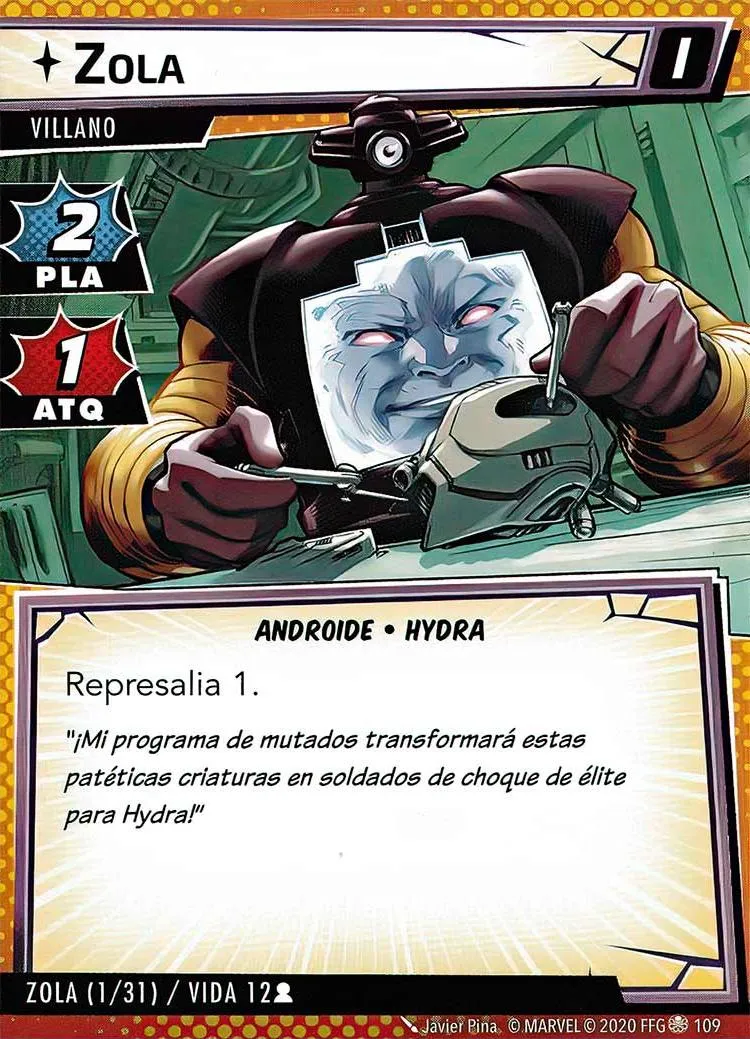 ZOLA
I
VILLANO
2
PLA
1
ATQ
ANDROIDE • HYDRA
Represalia 1.
"¡Mi programa de mutados transformará estas
patéticas criaturas en soldados de choque de élite
para Hydra!"
ZOLA (1/31) / VIDA 12
Javier Pina. © MARVEL © 2020 FFG 109